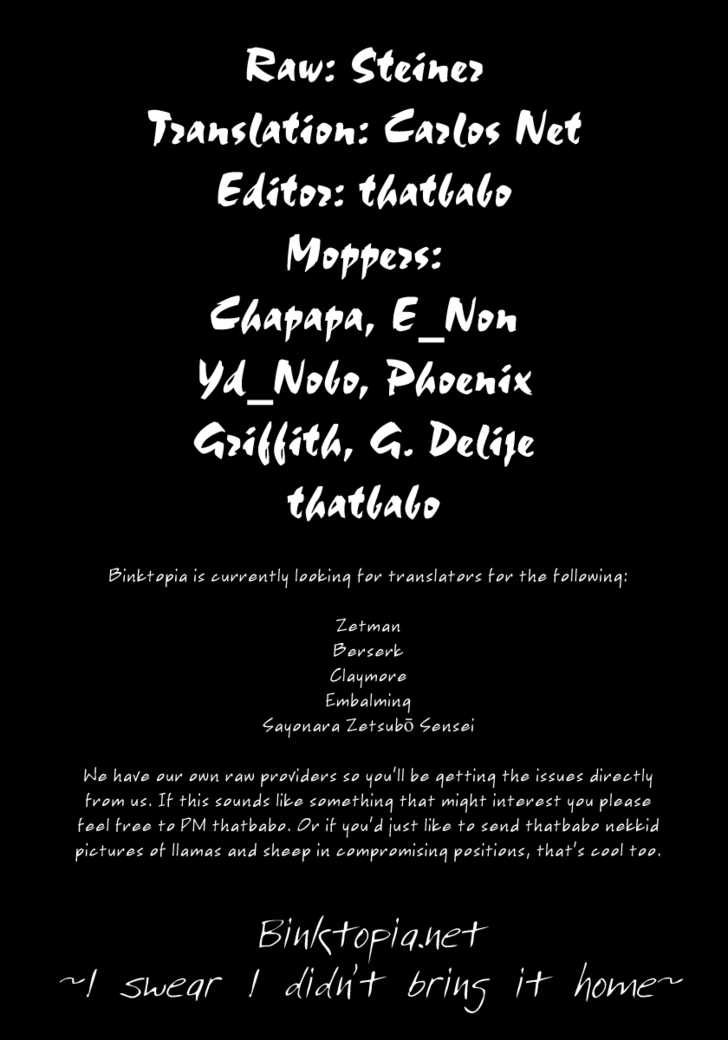 Raw: Steiner
Translation: Carlos Net
Editor: thatbabo
Moppers:
Chapapa, E_Non
Yd_Nobo, Phoenix
Griffith, G. Delife
thatbabo
Binktopia is currently looking for translators for the following:
Zetman
Berserk
Claymore
Embalming
Sayonara Zetsubō Sensei
We have our own raw providers so you'll be getting the issues directly
from us. If this sounds like something that might interest you please
feel free to PM thatbabo. Or if you'd just like to send thatbabo nekkid
pictures of llamas and sheep in compromising positions, that's cool too.
Binktopia.net
~I swear I didn't bring it home~